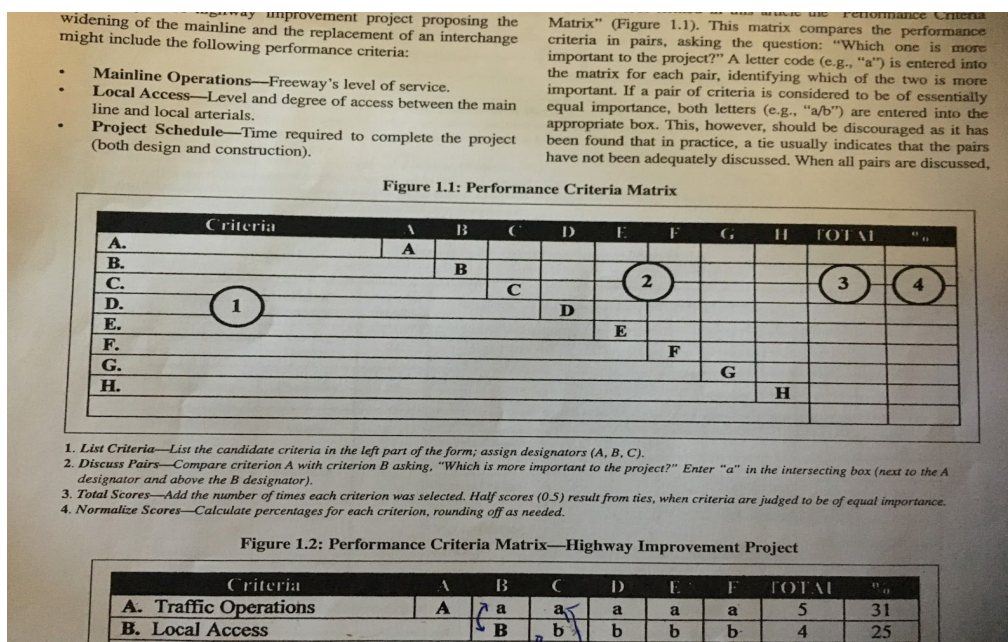 improvement project proposing the
widening of the mainline and the replacement of an interchange
might include the following performance criteria:
• Mainline Operations—Freeway's level of service.
• Local Access—Level and degree of access between the main
line and local arterials.
• Project Schedule—Time required to complete the project
(both design and construction).
Matrix" (Figure 1.1). This matrix compares the performance
criteria in pairs, asking the question: "Which one is more
important to the project?" A letter code (e.g., "a") is entered into
the matrix for each pair, identifying which of the two is more
important. If a pair of criteria is considered to be of essentially
equal importance, both letters (e.g., "a/b") are entered into the
appropriate box. This, however, should be discouraged as it has
been found that in practice, a tie usually indicates that the pairs
have not been adequately discussed. When all pairs are discussed,
Figure 1.1: Performance Criteria Matrix
Criteria A B C D E F G H TOTAL %
A. A
B. B
C. C 2 3 4
D. 1 D
E. E
F. F
G. G
H. H
1. List Criteria—List the candidate criteria in the left part of the form; assign designators (A, B, C).
2. Discuss Pairs—Compare criterion A with criterion B asking, "Which is more important to the project?" Enter "a" in the intersecting box (next to the A
designator and above the B designator).
3. Total Scores—Add the number of times each criterion was selected. Half scores (0.5) result from ties, when criteria are judged to be of equal importance.
4. Normalize Scores—Calculate percentages for each criterion, rounding off as needed.
Figure 1.2: Performance Criteria Matrix—Highway Improvement Project
Criteria A B C D E F TOTAL %
A. Traffic Operations A a a a a a 5 31
B. Local Access B b b b b 4 25